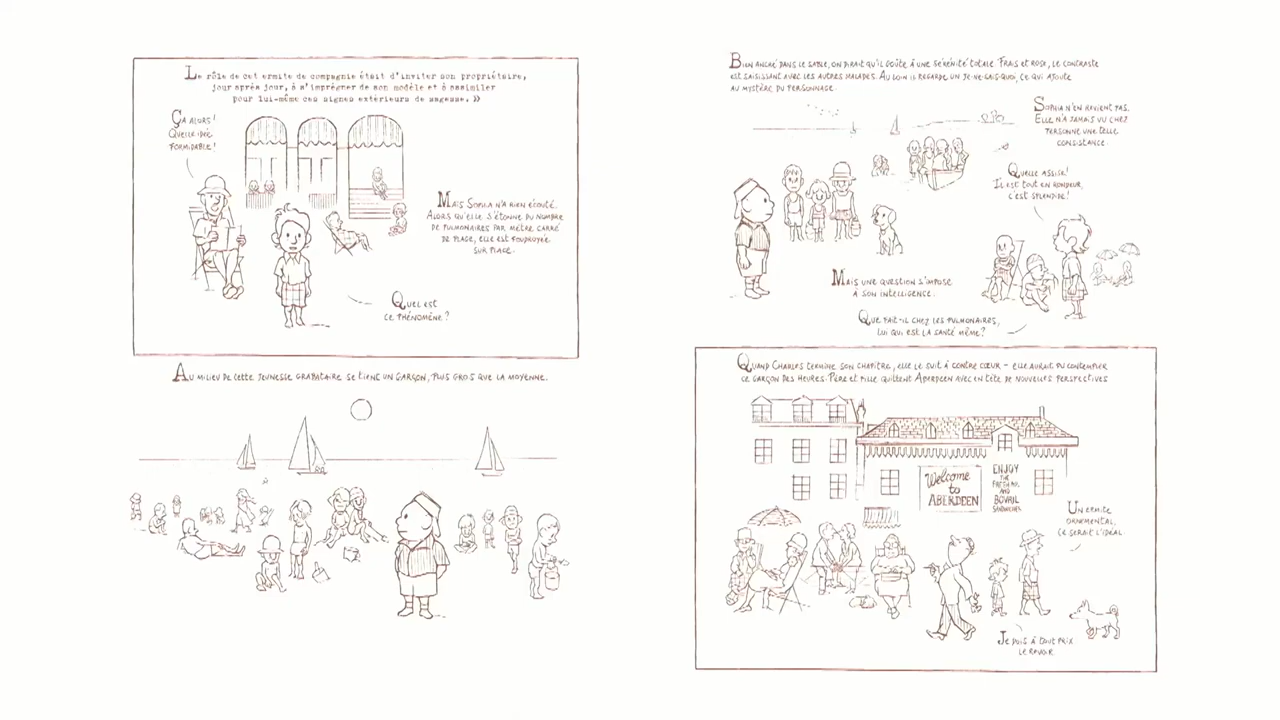 Le rôle de cet ermite de compagnie était d'inviter son propriétaire,
jour après jour, à s'imprégner de son modèle et à assimiler
pour lui-même ces signes extérieurs de sagesse. »
ÇA ALORS!
QUELLE IDÉE
FORMIDABLE!
MAIS SOPHIA N'A RIEN ÉCOUTÉ.
ALORS QU'ELLE S'ÉTONNE DU NOMBRE
DE PULMONAIRES PAR MÈTRE CARRÉ
DE PLAGE, ELLE EST FOUDROYÉE
SUR PLACE.
QUEL EST
CE PHÉNOMÈNE?
AU MILIEU DE CETTE JEUNESSE GRABATAIRE SE TIENT UN GARÇON, PLUS GROS QUE LA MOYENNE.
BIEN ANCRÉ DANS LE SABLE, ON DIRAIT QU'IL GOÛTE À UNE SÉRÉNITÉ TOTALE. FRAIS ET ROSE, LE CONTRASTE
EST SAISISSANT AVEC LES AUTRES MALADES. AU LOIN IL REGARDE UN JE-NE-SAIS-QUOI, CE QUI AJOUTE
AU MYSTÈRE DU PERSONNAGE.
SOPHIA N'EN REVIENT PAS.
ELLE N'A JAMAIS VU CHEZ
PERSONNE UNE TELLE
CONSISTANCE.
QUELLE ASSISE!
IL EST TOUT EN RONDEUR,
C'EST SPLENDIDE!
MAIS UNE QUESTION S'IMPOSE
À SON INTELLIGENCE.
QUE FAIT-IL CHEZ LES PULMONAIRES,
LUI QUI EST LA SANTÉ MÊME?
QUAND CHARLES TERMINE SON CHAPITRE, ELLE LE SUIT À CONTRE CŒUR – ELLE AURAIT PU CONTEMPLER
CE GARÇON DES HEURES. PÈRE ET FILLE QUITTENT ABERDEEN AVEC EN TÊTE DE NOUVELLES PERSPECTIVES
Welcome
to
ABERDEEN
ENJOY
THE
FRESH AIR
AND
BOVRIL
SANDWICHES
UN ERMITE
ORNEMENTAL,
CE SERAIT L'IDÉAL.
JE DOIS À TOUT PRIX
LE REVOIR